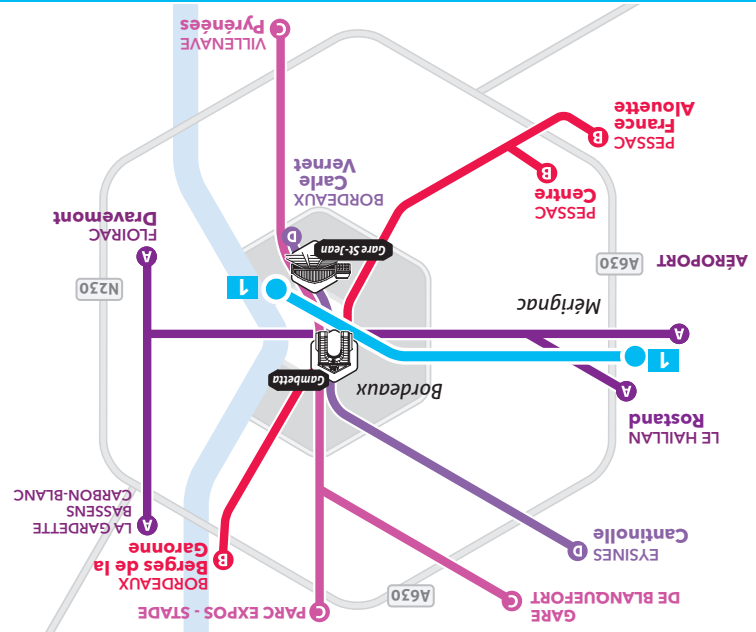 GARE
DE BLANQUEFORT
C
A630
C
PARC EXPOS - STADE
EYSINES
Cantinolle
D
B
BORDEAUX
Berges de la
Garonne
A
LA GARDETTE
BASSENS
CARBON-BLANC
LE HAILLAN
Rostand
A
Bordeaux
Gambetta
1
A
Mérignac
1
AÉROPORT
A630
N230
Gare St-Jean
D
A
FLOIRAC
Dravemont
BORDEAUX
Carle
Vernet
PESSAC
Centre
B
PESSAC
France
Alouette
B
C
VILLENAVE
Pyrénées